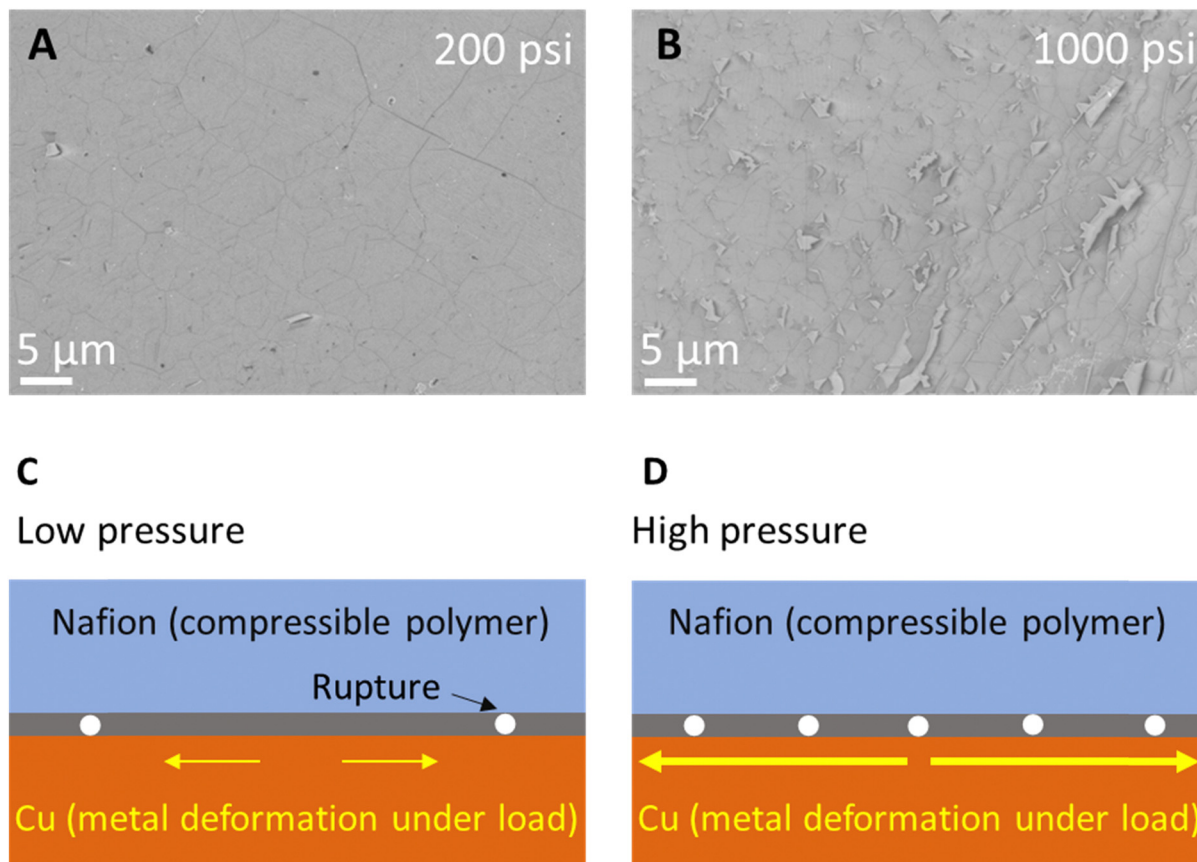 A
200 psi
5 µm
B
1000 psi
5 µm
C
Low pressure
Nafion (compressible polymer)
Rupture
Cu (metal deformation under load)
D
High pressure
Nafion (compressible polymer)
Cu (metal deformation under load)